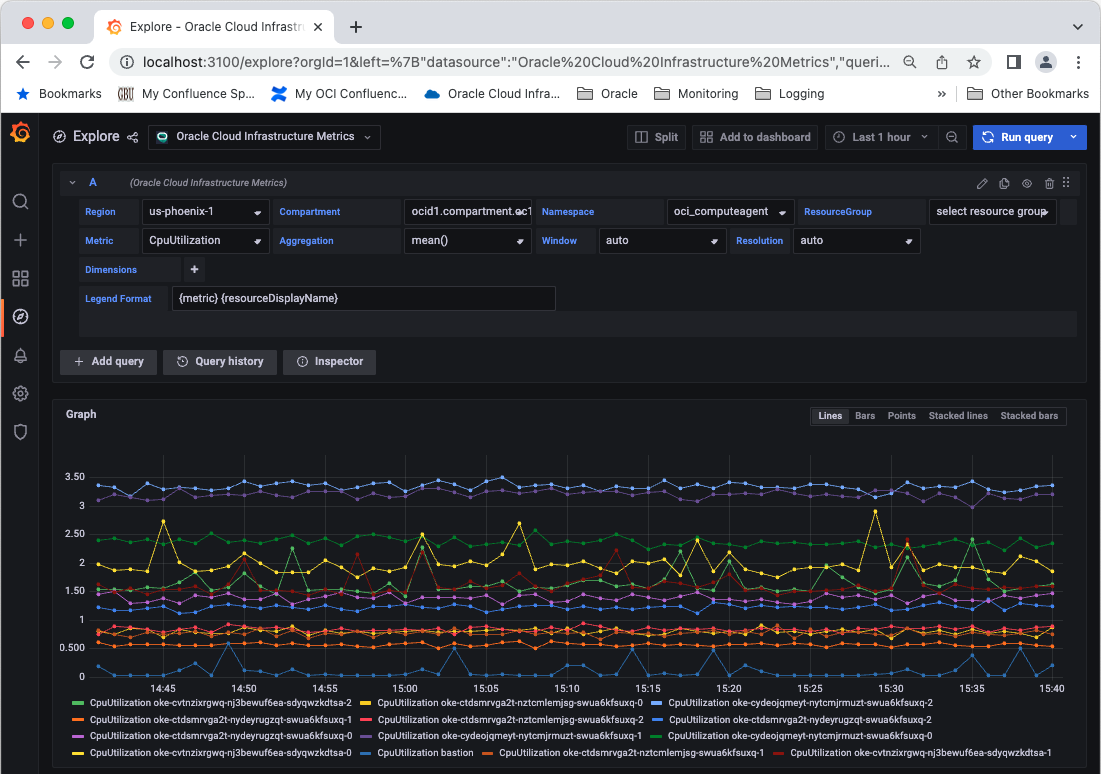 Explore - Oracle Cloud Infrastr
localhost:3100/explore?orgId=1&left=%7B"datasource":"Oracle%20Cloud%20Infrastructure%20Metrics","queri...
Bookmarks My Confluence Sp... My OCI Confluenc... Oracle Cloud Infra... Oracle Monitoring Logging » Other Bookmarks
Explore Oracle Cloud Infrastructure Metrics Split Add to dashboard Last 1 hour Run query
A (Oracle Cloud Infrastructure Metrics)
Region us-phoenix-1 Compartment ocid1.compartment.oc1 Namespace oci_computeagent ResourceGroup select resource group
Metric CpuUtilization Aggregation mean() Window auto Resolution auto
Dimensions +
Legend Format {metric} {resourceDisplayName}
+ Add query Query history Inspector
Graph Lines Bars Points Stacked lines Stacked bars
3.50
3
2.50
2
1.50
1
0.500
0
14:45 14:50 14:55 15:00 15:05 15:10 15:15 15:20 15:25 15:30 15:35 15:40
CpuUtilization oke-cvtnzixrgwq-nj3bewuf6ea-sdyqwzkdtsa-2 CpuUtilization oke-ctdsmrvga2t-nztcmlemjsg-swua6kfsuxq-0 CpuUtilization oke-cydeojqmeyt-nytcmjrmuzt-swua6kfsuxq-2
CpuUtilization oke-ctdsmrvga2t-nydeyrugzqt-swua6kfsuxq-1 CpuUtilization oke-ctdsmrvga2t-nztcmlemjsg-swua6kfsuxq-2 CpuUtilization oke-ctdsmrvga2t-nydeyrugzqt-swua6kfsuxq-2
CpuUtilization oke-ctdsmrvga2t-nydeyrugzqt-swua6kfsuxq-0 CpuUtilization oke-cydeojqmeyt-nytcmjrmuzt-swua6kfsuxq-1 CpuUtilization oke-cydeojqmeyt-nytcmjrmuzt-swua6kfsuxq-0
CpuUtilization oke-cvtnzixrgwq-nj3bewuf6ea-sdyqwzkdtsa-0 CpuUtilization bastion CpuUtilization oke-ctdsmrvga2t-nztcmlemjsg-swua6kfsuxq-1 CpuUtilization oke-cvtnzixrgwq-nj3bewuf6ea-sdyqwzkdtsa-1